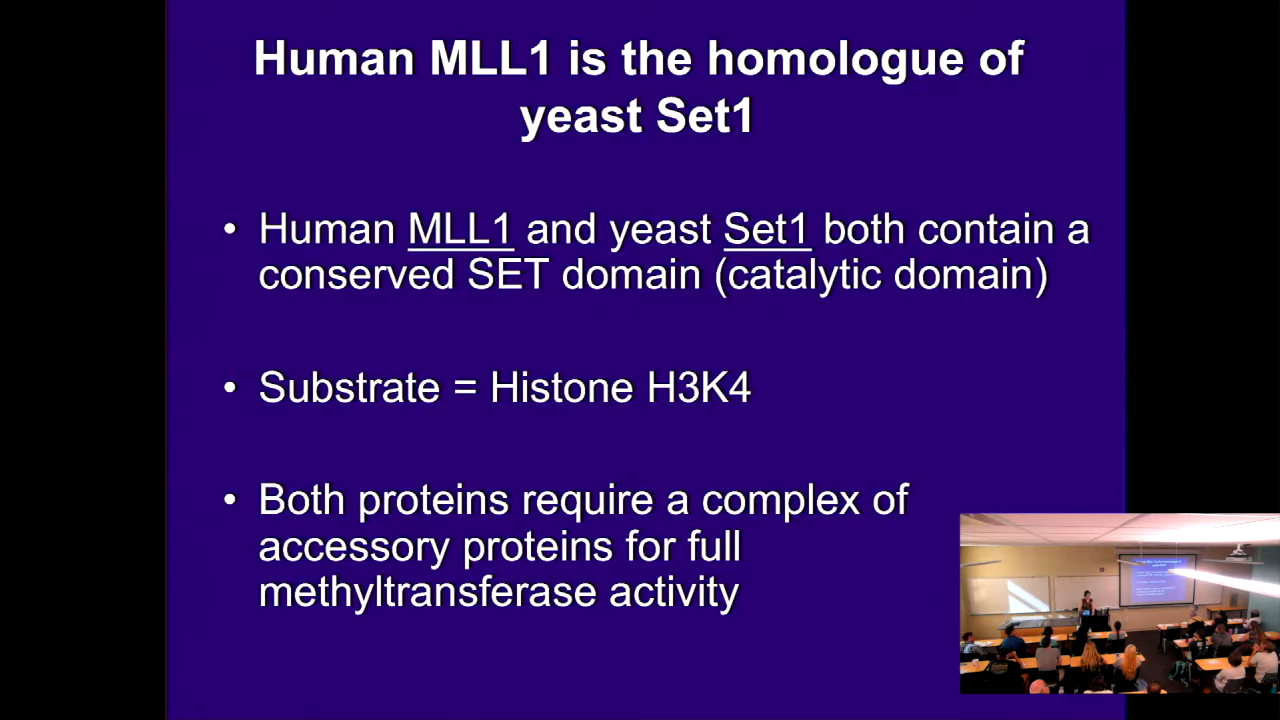 Human MLL1 is the homologue of
yeast Set1
• Human MLL1 and yeast Set1 both contain a
conserved SET domain (catalytic domain)
• Substrate = Histone H3K4
• Both proteins require a complex of
accessory proteins for full
methyltransferase activity